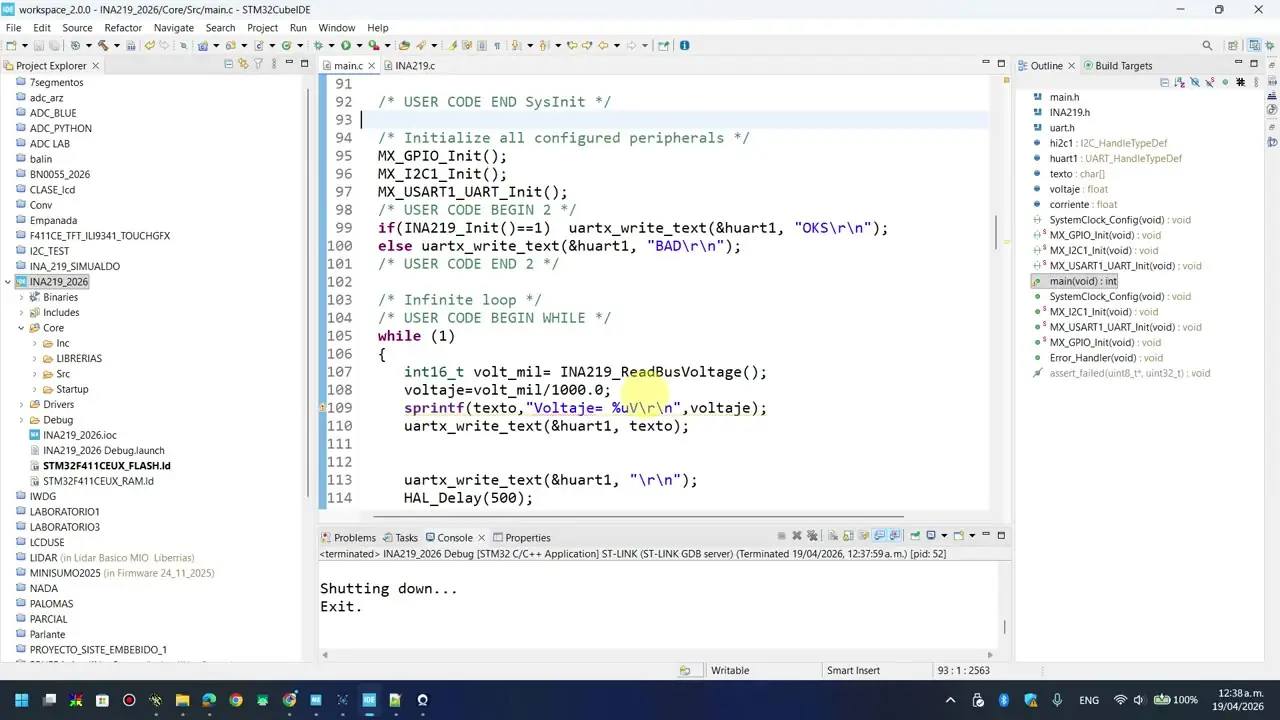 workspace_2.0.0 - INA219_2026/Core/Src/main.c - STM32CubeIDE
File Edit Source Refactor Navigate Search Project Run Window Help
Project Explorer
7segmentos
adc_arz
ADC_BLUE
ADC_PYTHON
ADC LAB
balin
BN0055_2026
CLASE_lcd
Conv
Empanada
F411CE_TFT_ILI9341_TOUCHGFX
I2C_TEST
INA_219_SIMUALDO
INA219_2026
Binaries
Includes
Core
Inc
LIBRERIAS
Src
Startup
Drivers
Debug
INA219_2026.ioc
INA219_2026 Debug.launch
STM32F411CEUX_FLASH.ld
STM32F411CEUX_RAM.ld
IWDG
LABORATORIO1
LABORATORIO3
LCDUSE
LIDAR (in Lidar Basico MIO Liberrias)
MINISUMO2025 (in Firmware 24_11_2025)
NADA
PALOMAS
PARCIAL
Parlante
PROYECTO_SISTE_EMBEBIDO_1
main.c INA219.c
91
92 /* USER CODE END SysInit */
93
94 /* Initialize all configured peripherals */
95 MX_GPIO_Init();
96 MX_I2C1_Init();
97 MX_USART1_UART_Init();
98 /* USER CODE BEGIN 2 */
99 if(INA219_Init()==1) uartx_write_text(&huart1, "OKS\r\n");
100 else uartx_write_text(&huart1, "BAD\r\n");
101 /* USER CODE END 2 */
102
103 /* Infinite loop */
104 /* USER CODE BEGIN WHILE */
105 while (1)
106 {
107 int16_t volt_mil= INA219_ReadBusVoltage();
108 voltaje=volt_mil/1000.0;
109 sprintf(texto,"Voltaje= %uV\r\n",voltaje);
110 uartx_write_text(&huart1, texto);
111
112
113 uartx_write_text(&huart1, "\r\n");
114 HAL_Delay(500);
Problems Tasks Console Properties
<terminated> INA219_2026 Debug [STM32 C/C++ Application] ST-LINK (ST-LINK GDB server) (Terminated 19/04/2026, 12:37:59 a. m.) [pid: 52]
Shutting down...
Exit.
Outline Build Targets
main.h
INA219.h
uart.h
hi2c1 : I2C_HandleTypeDef
huart1 : UART_HandleTypeDef
texto : char[]
voltaje : float
corriente : float
SystemClock_Config(void) : void
MX_GPIO_Init(void) : void
MX_I2C1_Init(void) : void
MX_USART1_UART_Init(void) : void
main(void) : int
SystemClock_Config(void) : void
MX_I2C1_Init(void) : void
MX_USART1_UART_Init(void) : void
MX_GPIO_Init(void) : void
Error_Handler(void) : void
assert_failed(uint8_t*, uint32_t) : void
Writable Smart Insert 93 : 1 : 2563
ENG 100% 12:38 a. m.
19/04/2026